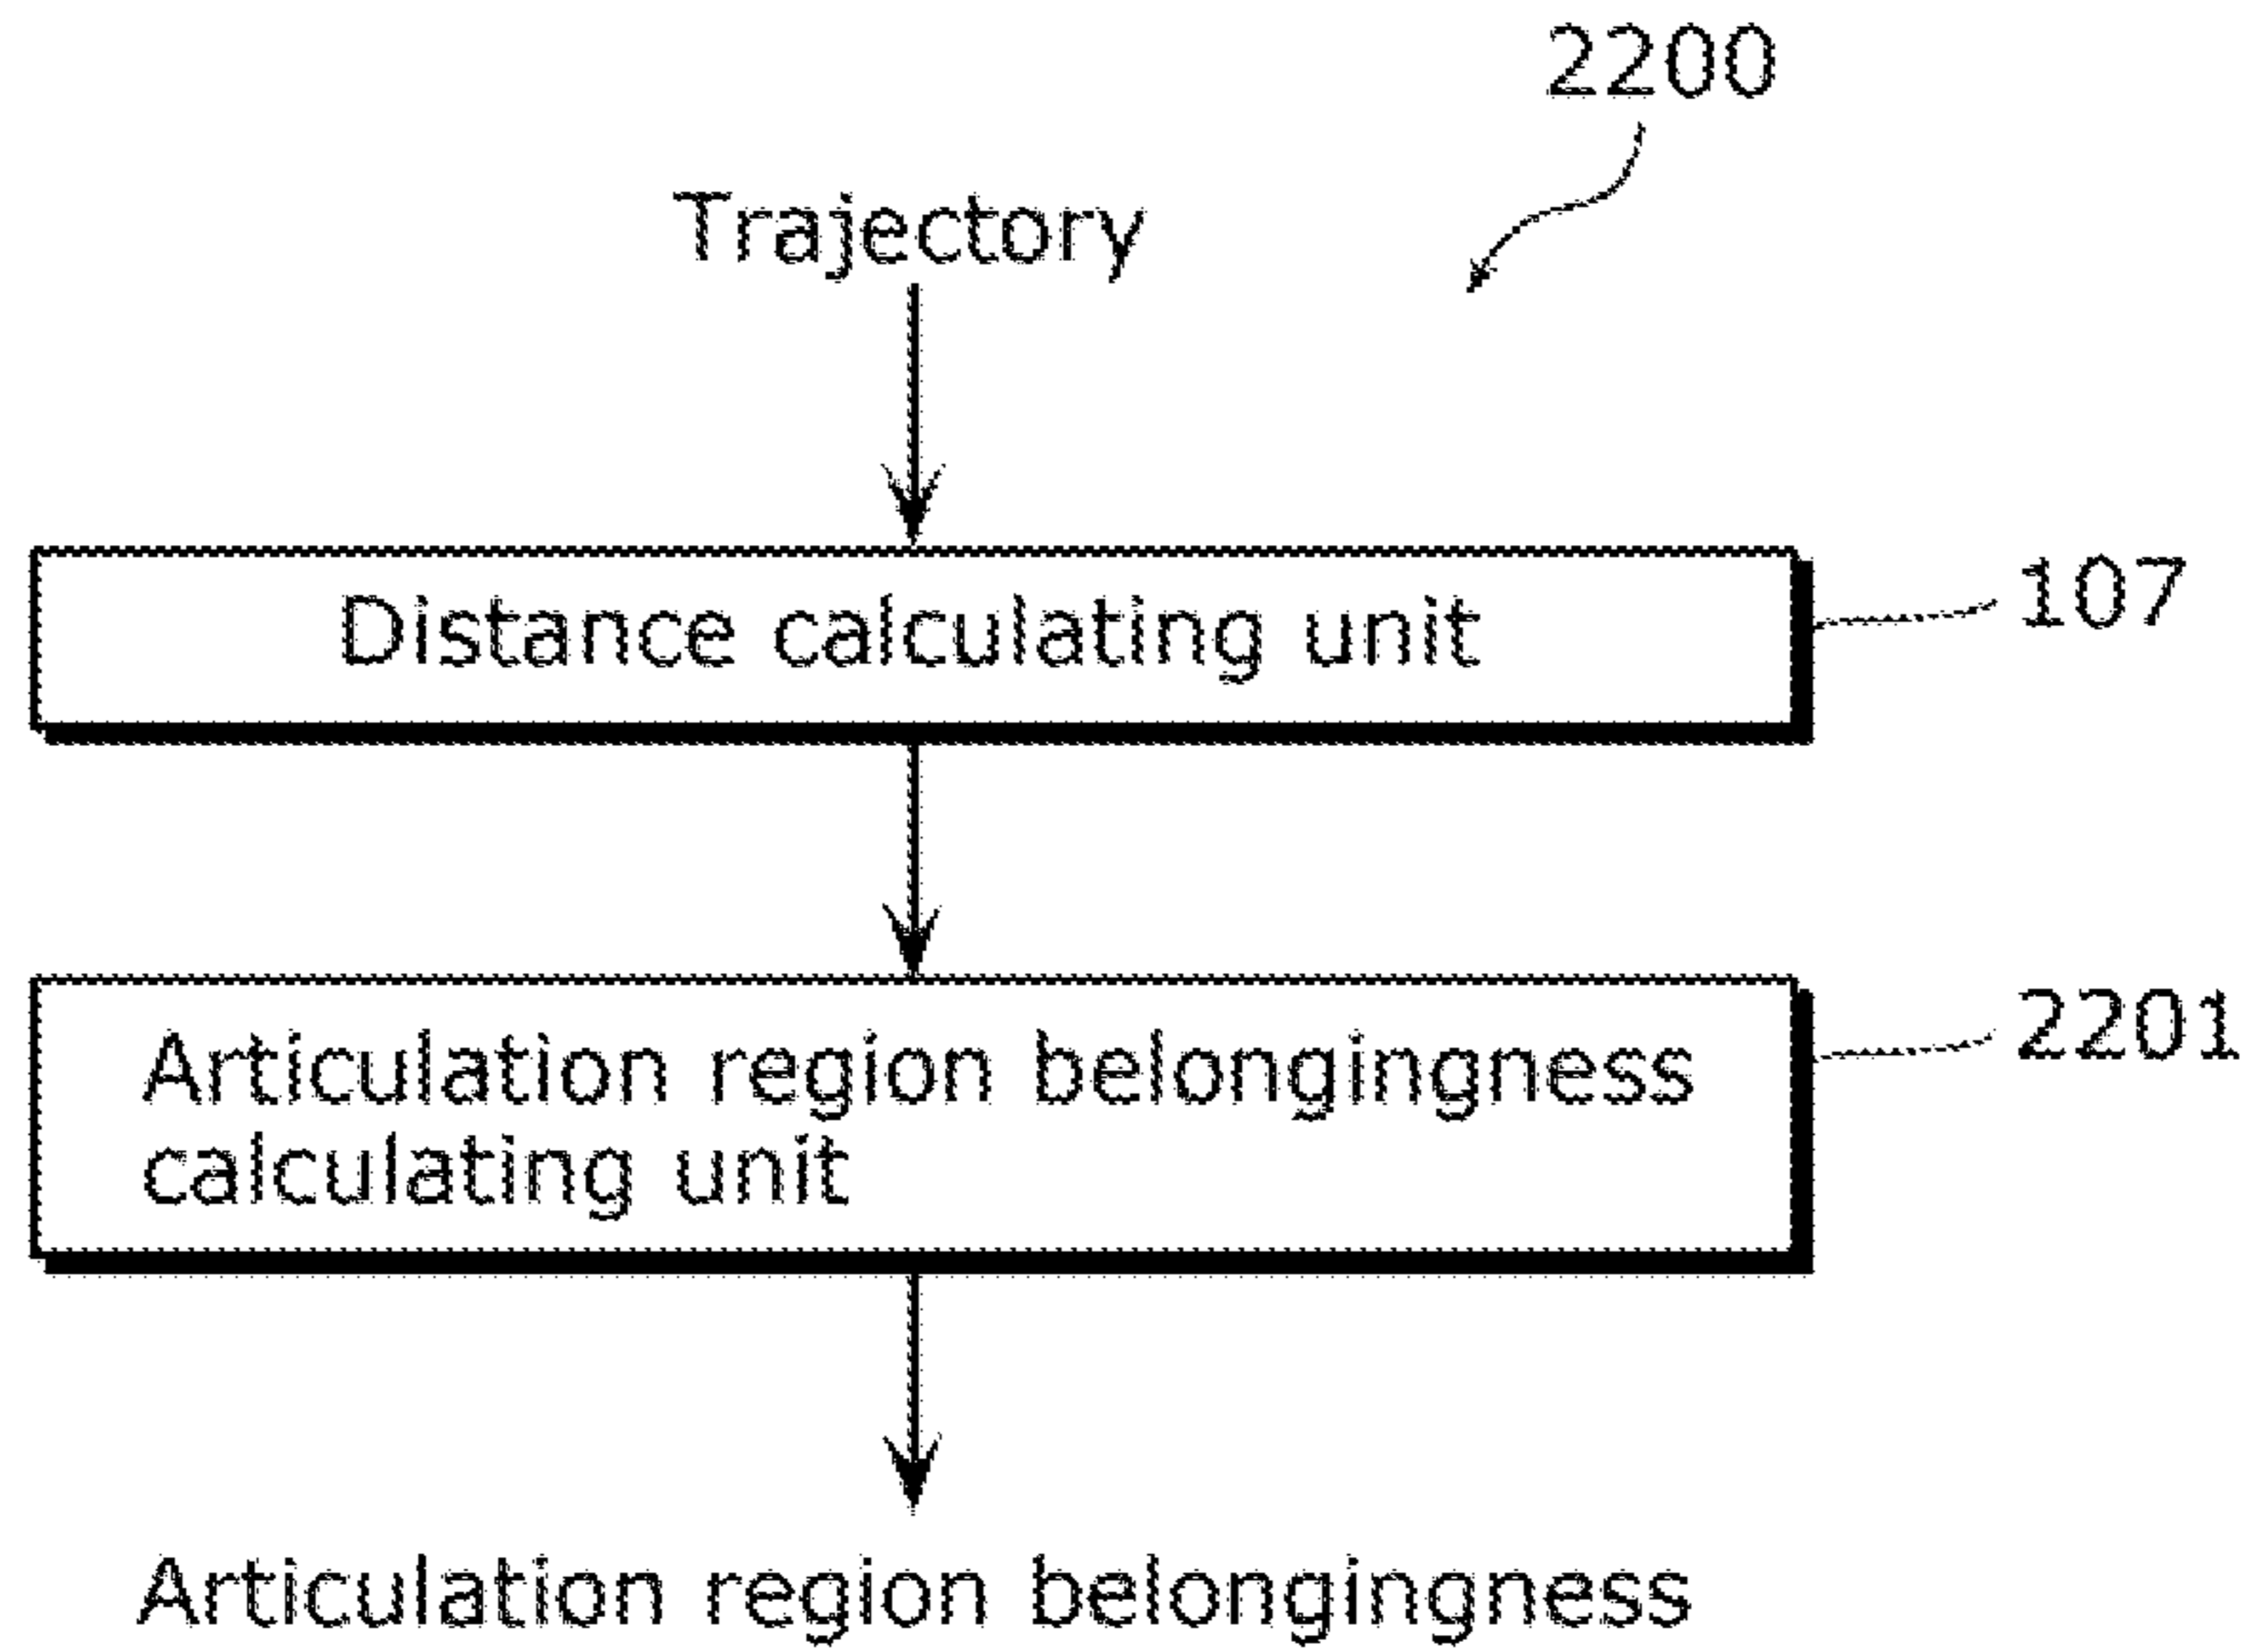 2200
Trajectory
Distance calculating unit
107
Articulation region belongingness
calculating unit
2201
Articulation region belongingness